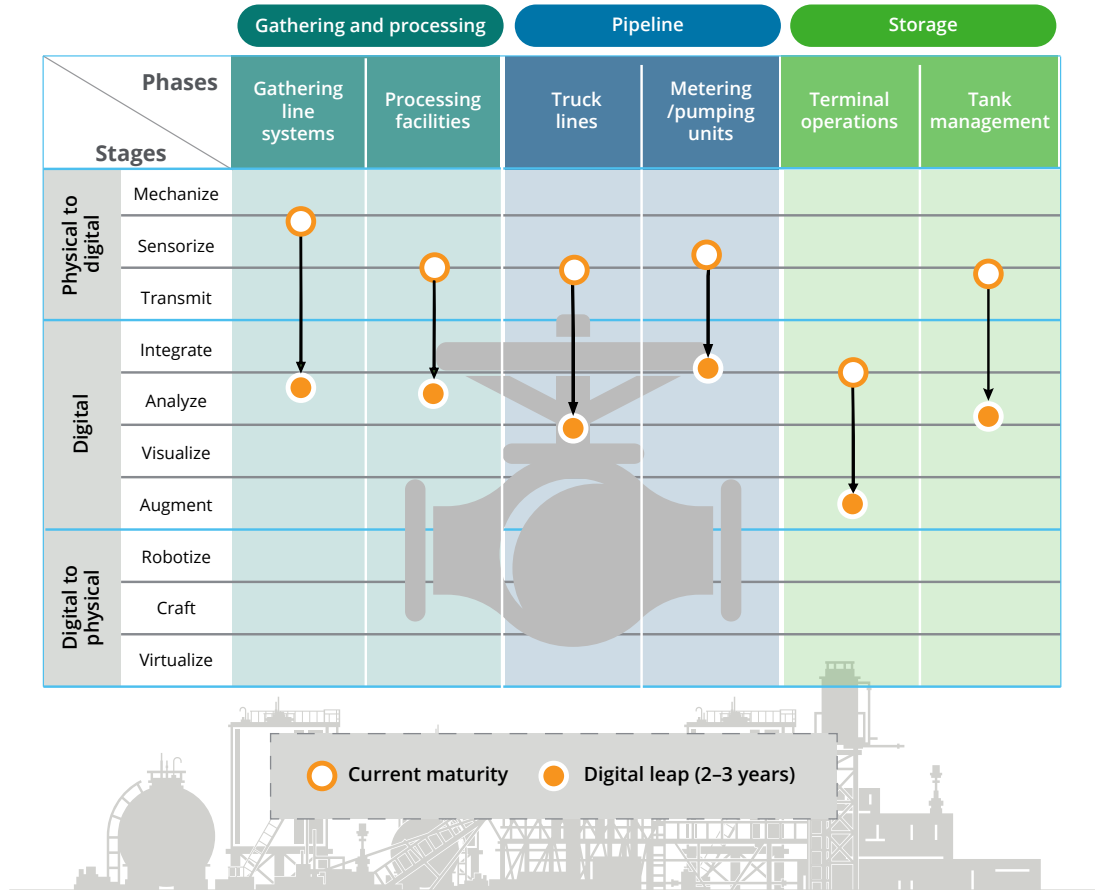 Gathering and processing
Pipeline
Storage
Phases
Stages
Gathering
line
systems
Processing
facilities
Truck
lines
Metering
/pumping
units
Terminal
operations
Tank
management
Physical to
digital
Mechanize
Sensorize
Transmit
Digital
Integrate
Analyze
Visualize
Augment
Digital to
physical
Robotize
Craft
Virtualize
Current maturity
Digital leap (2–3 years)